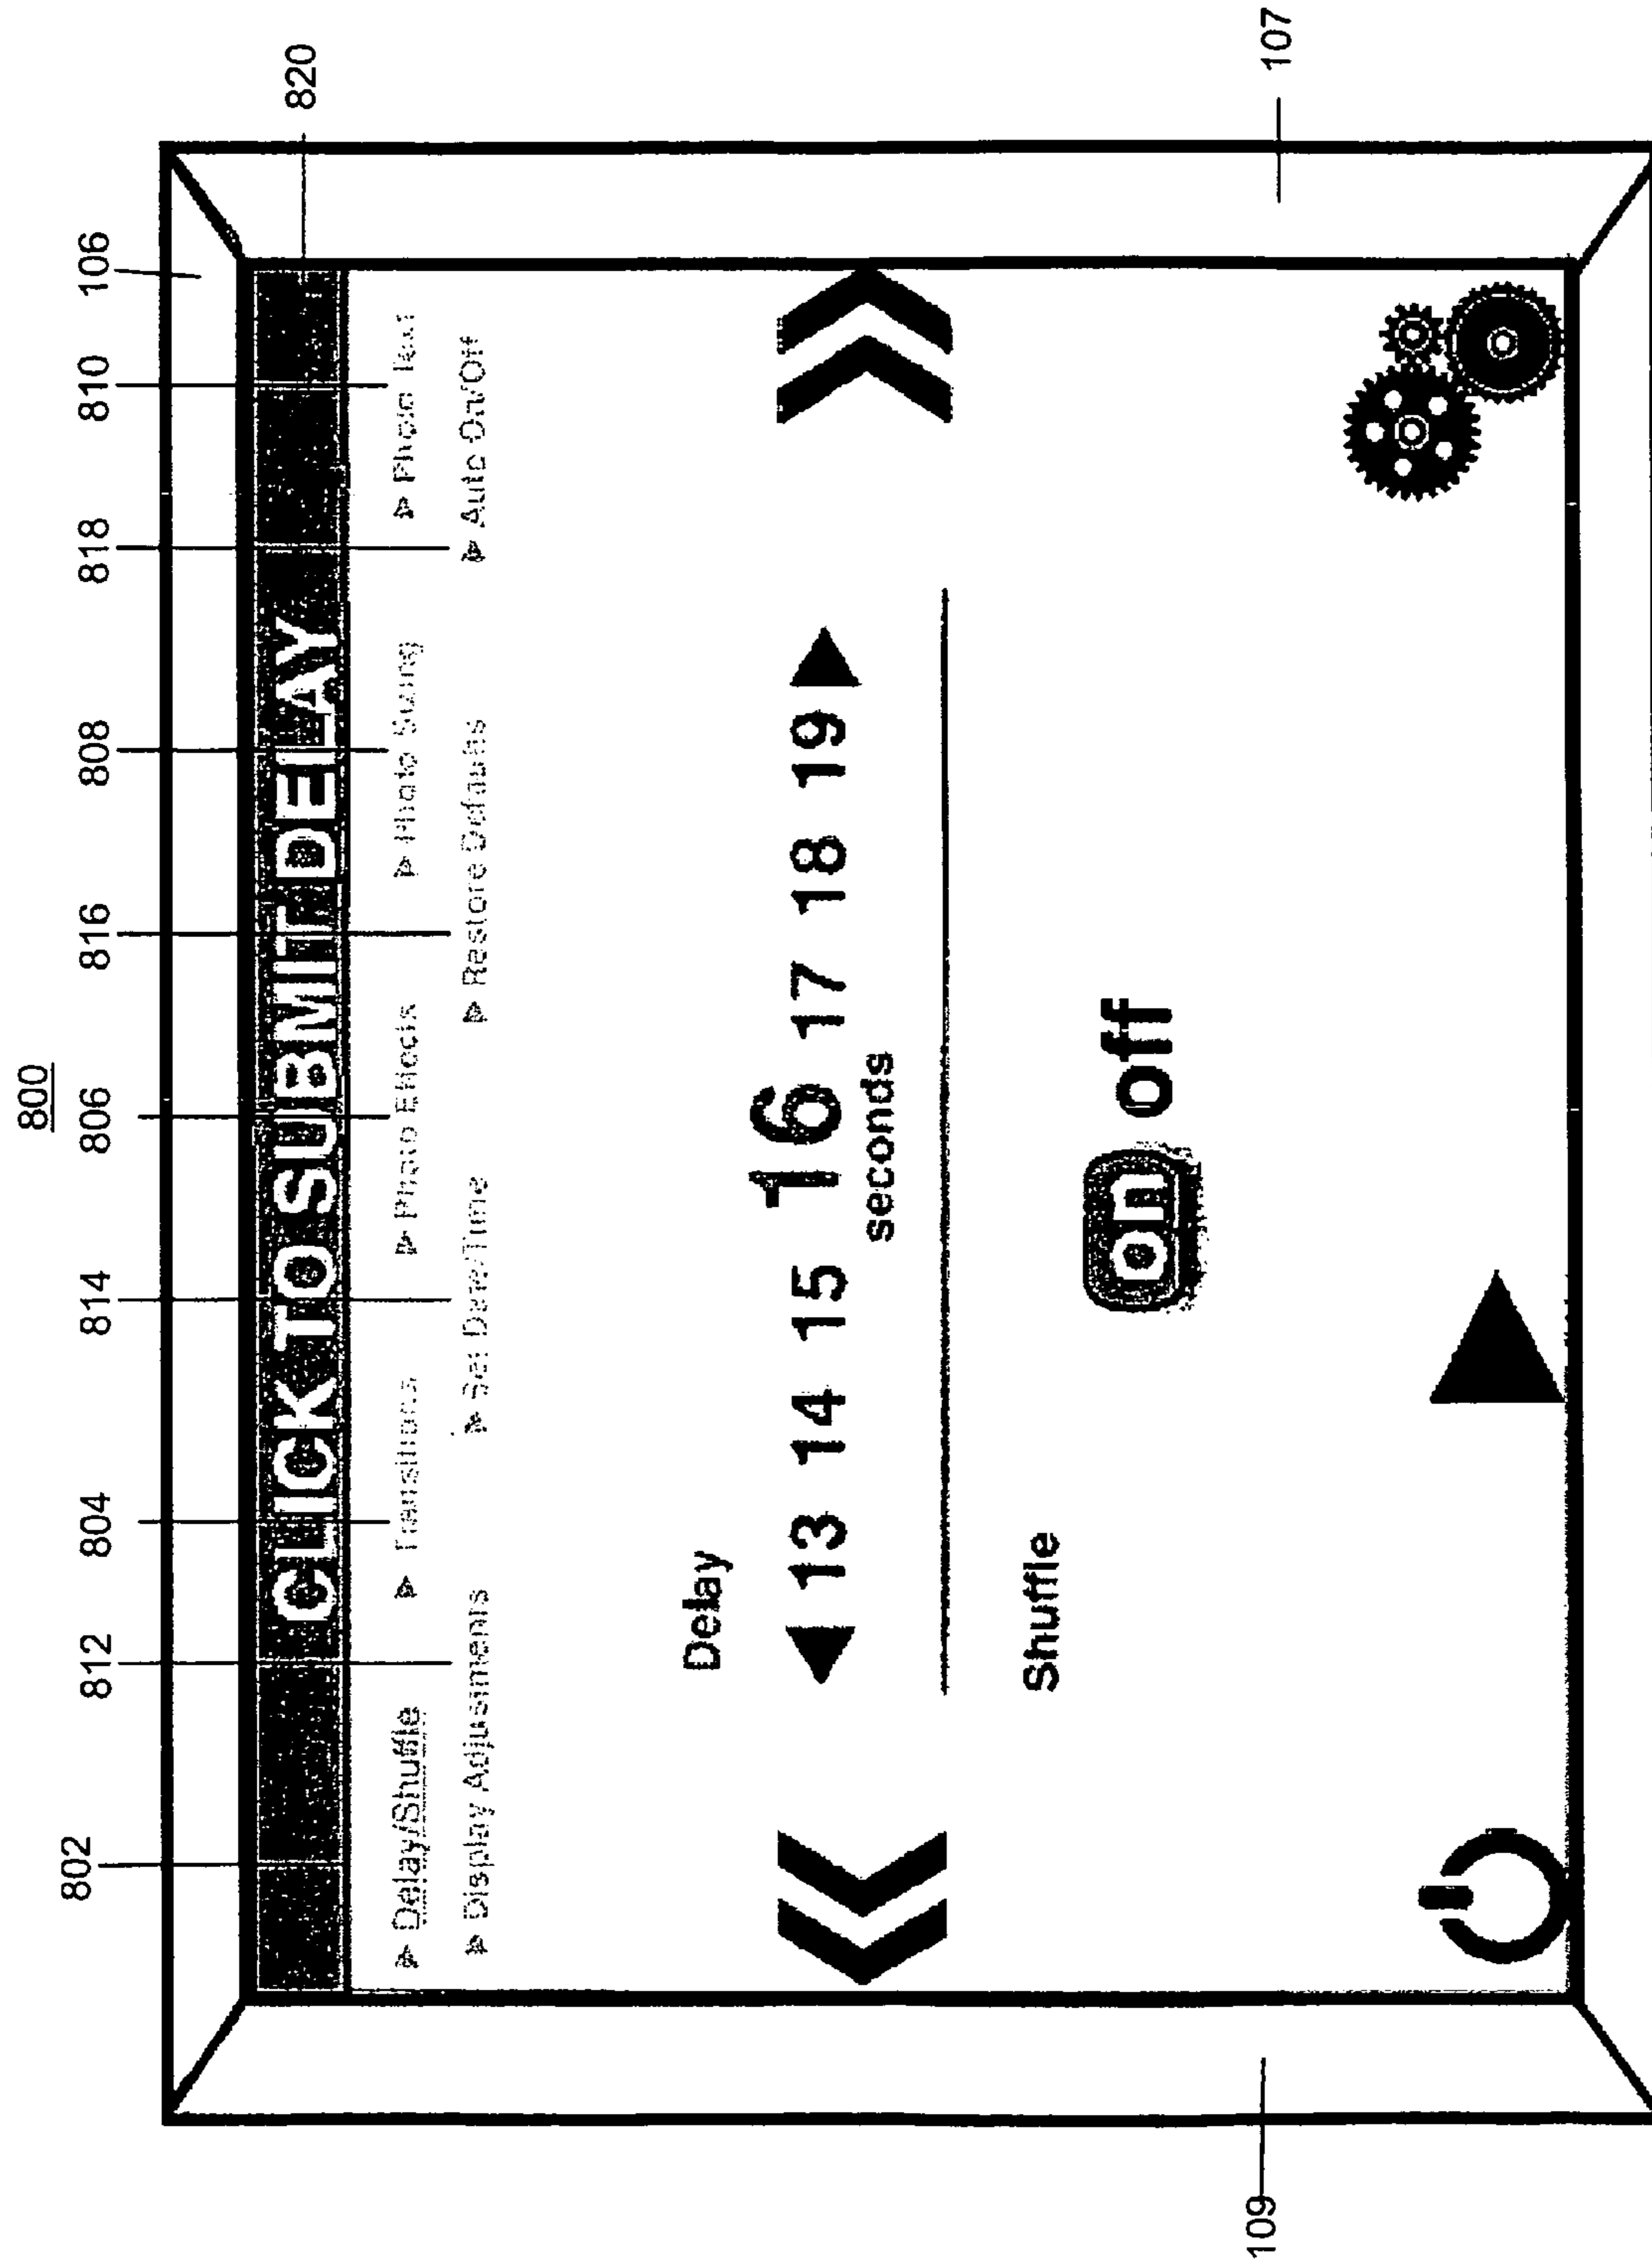 800
802 812 804 814 806 816 808 818 810 106
820
CLICK TO SUBMIT DELAY
Delay/Shuffle Transitions Photo Effects Photo Sizing Photo Text
Display Adjustments Set Date/Time Restore Defaults Auto On/Off
Delay
13 14 15 16 17 18 19
seconds
Shuffle
on off
109
107